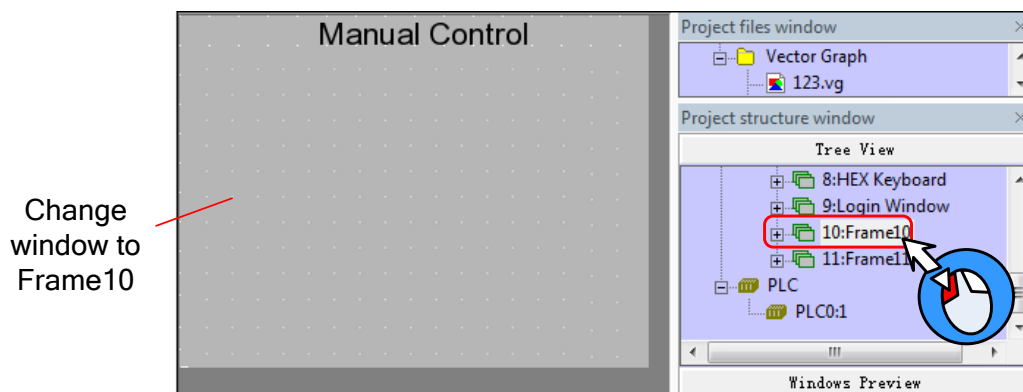 Manual Control
Change
window to
Frame10
Project files window
Vector Graph
123.vg
Project structure window
Tree View
8:HEX Keyboard
9:Login Window
10:Frame10
11:Frame11
PLC
PLC0:1
Windows Preview